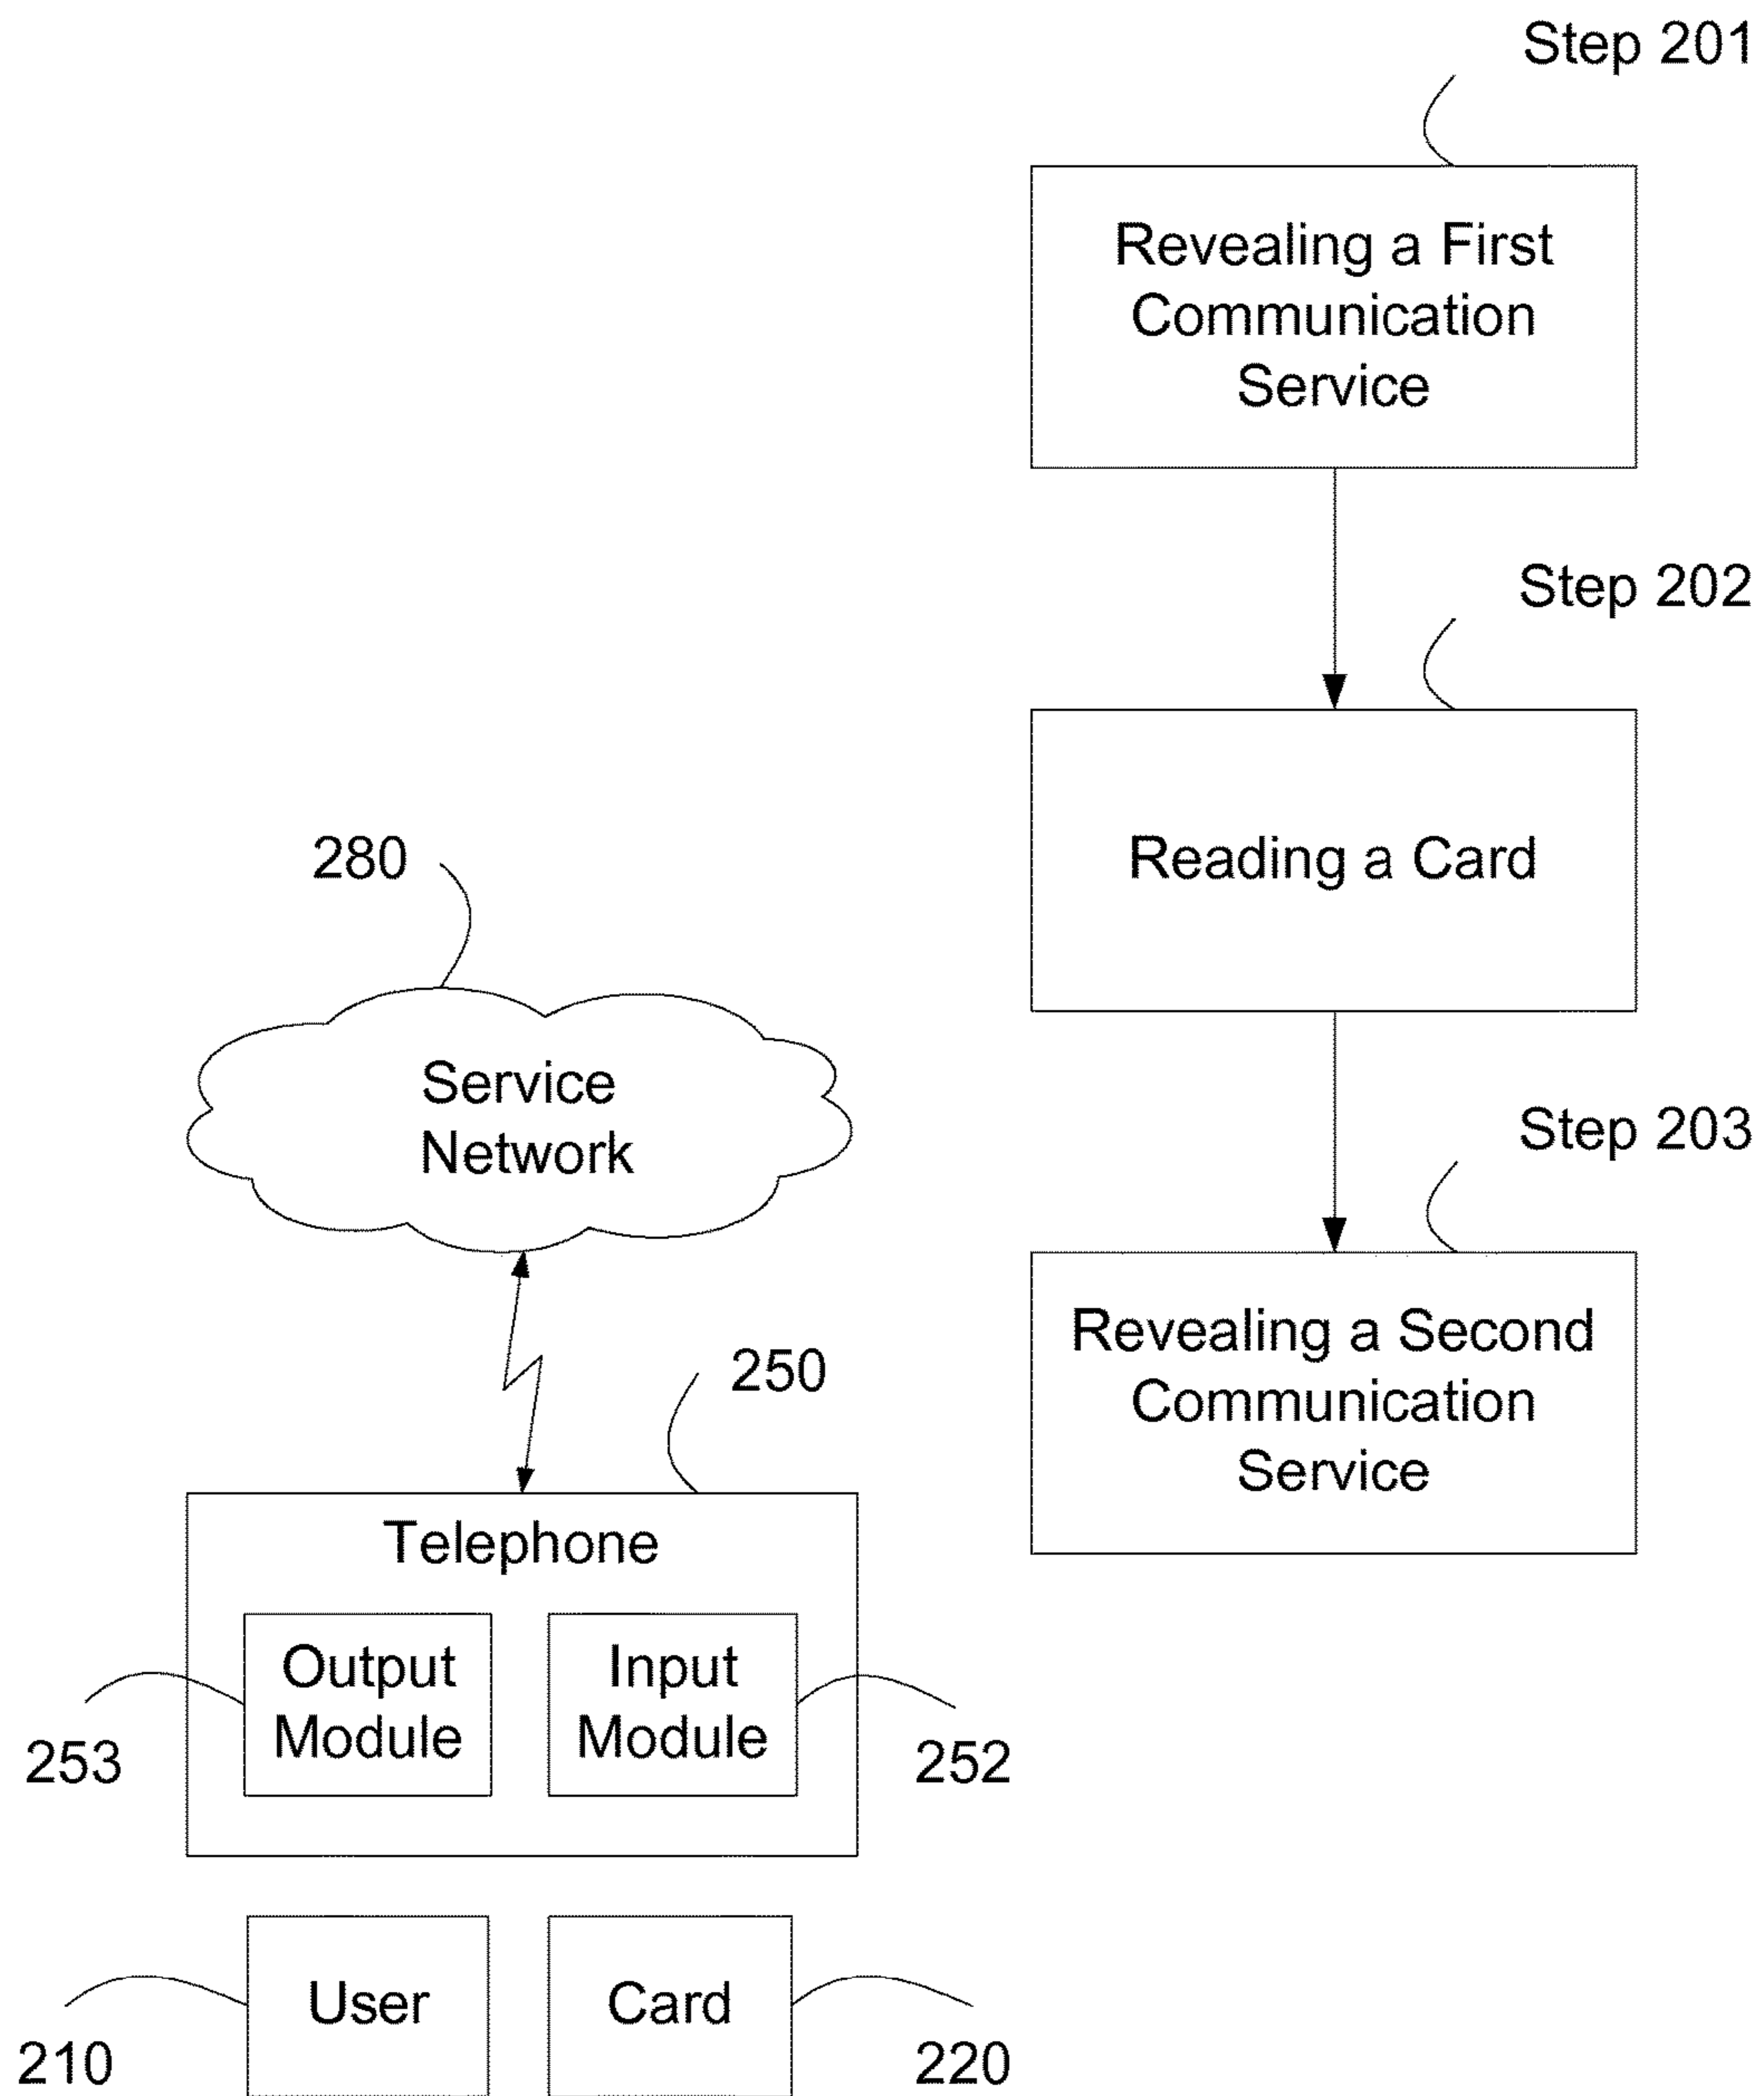 Step 201
Revealing a First
Communication
Service
Step 202
Reading a Card
Step 203
Revealing a Second
Communication
Service
280
Service
Network
250
Telephone
Output
Module
Input
Module
253
252
User
Card
210
220